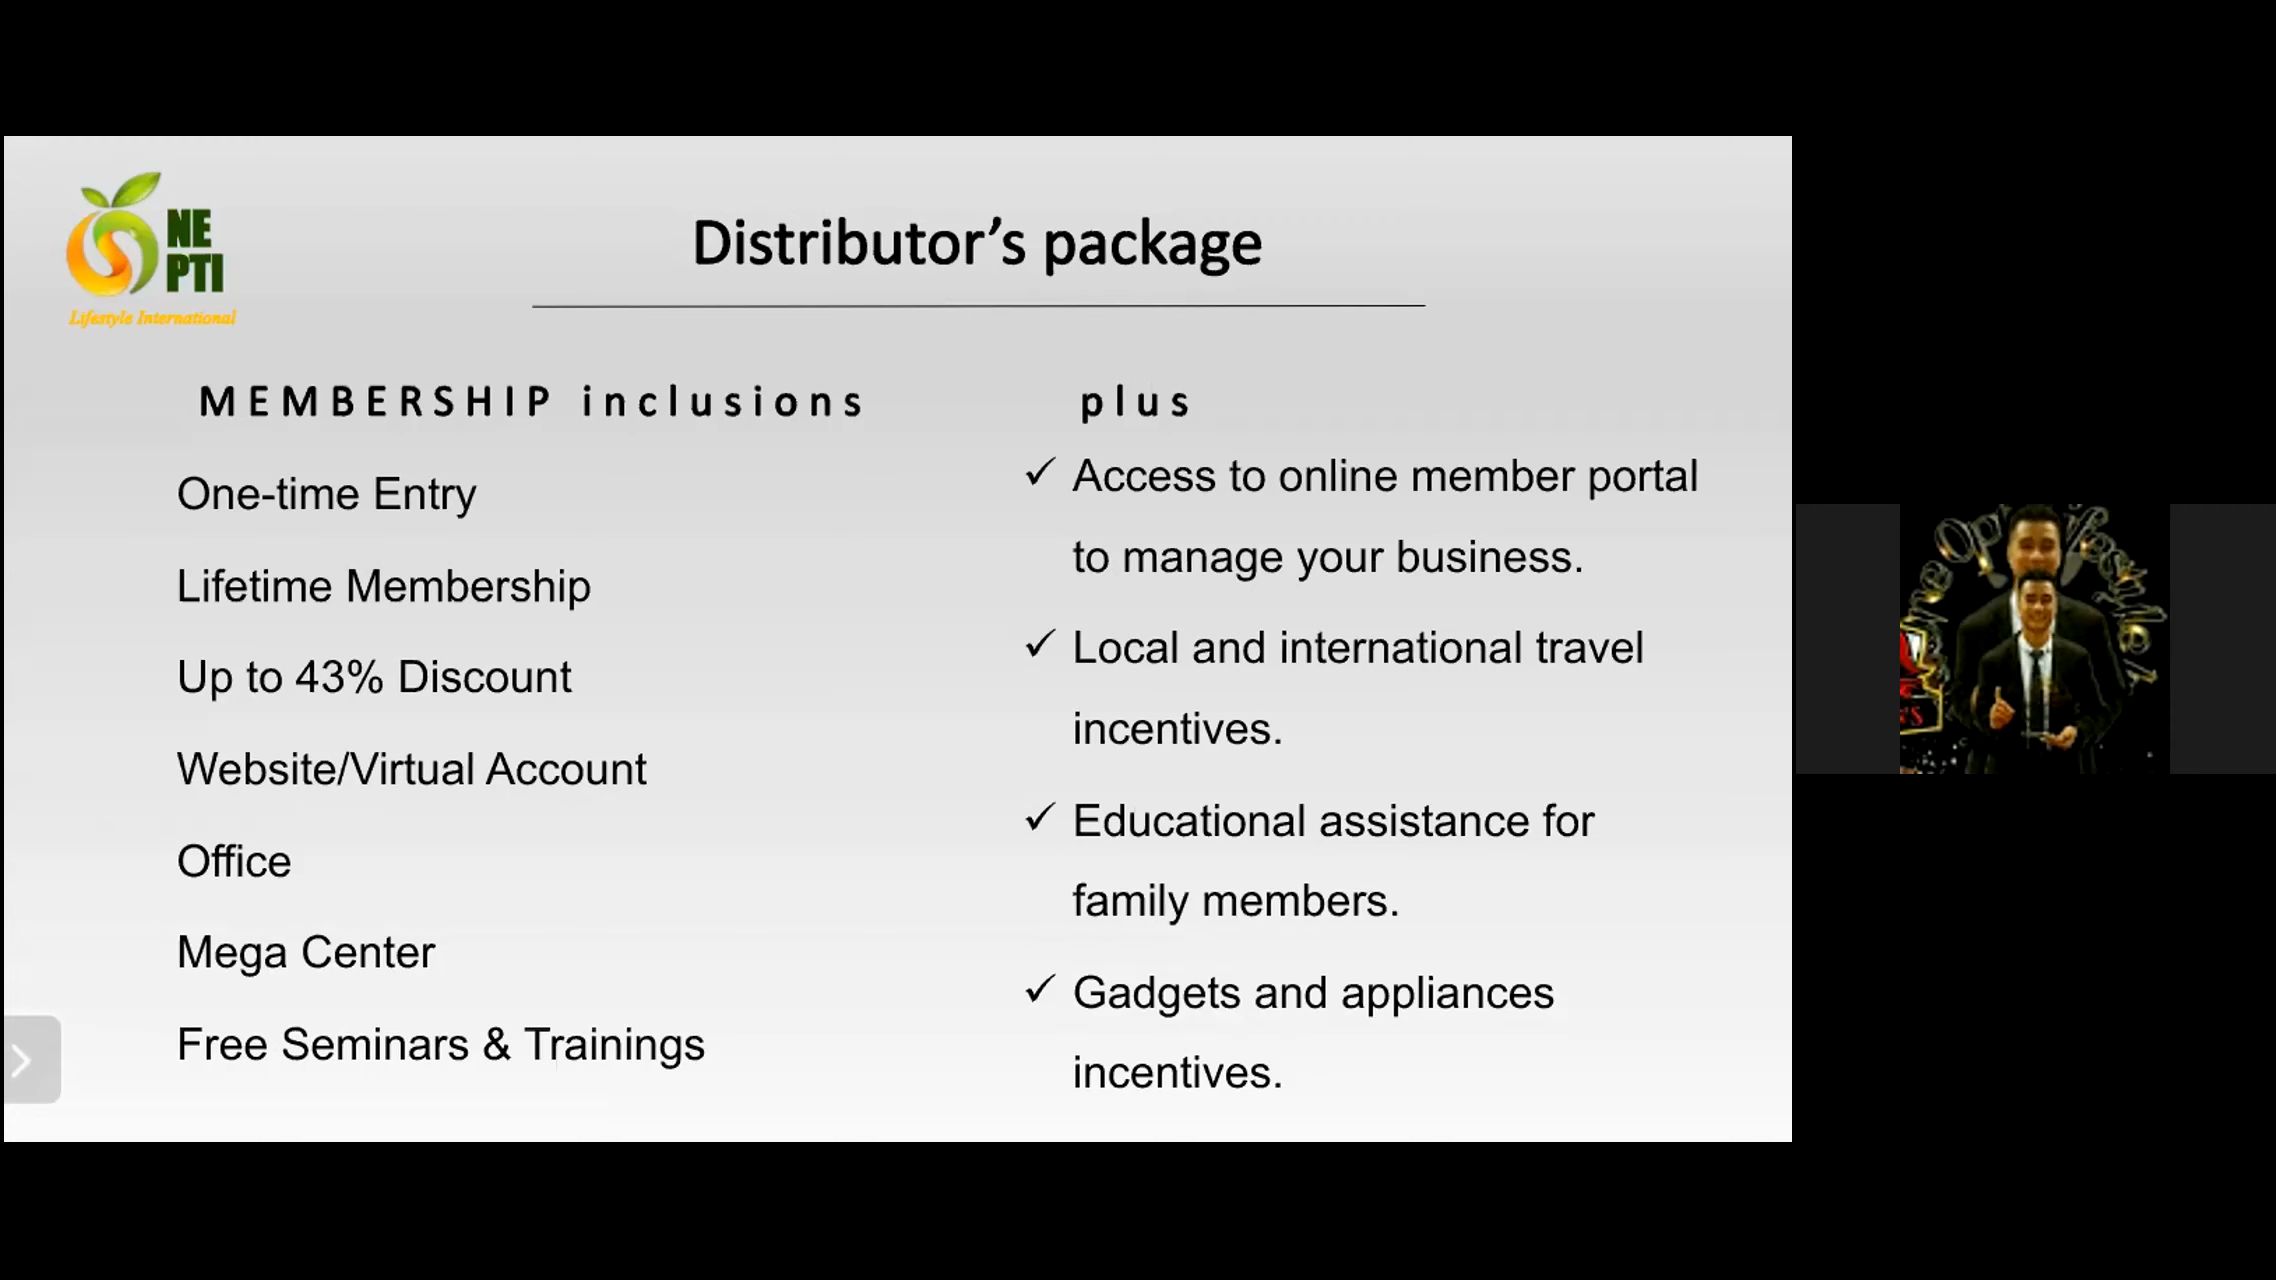 NE
PTI
Lifestyle International
Distributor’s package
MEMBERSHIP inclusions
One-time Entry
Lifetime Membership
Up to 43% Discount
Website/Virtual Account
Office
Mega Center
Free Seminars & Trainings
plus
✓ Access to online member portal
to manage your business.
✓ Local and international travel
incentives.
✓ Educational assistance for
family members.
✓ Gadgets and appliances
incentives.